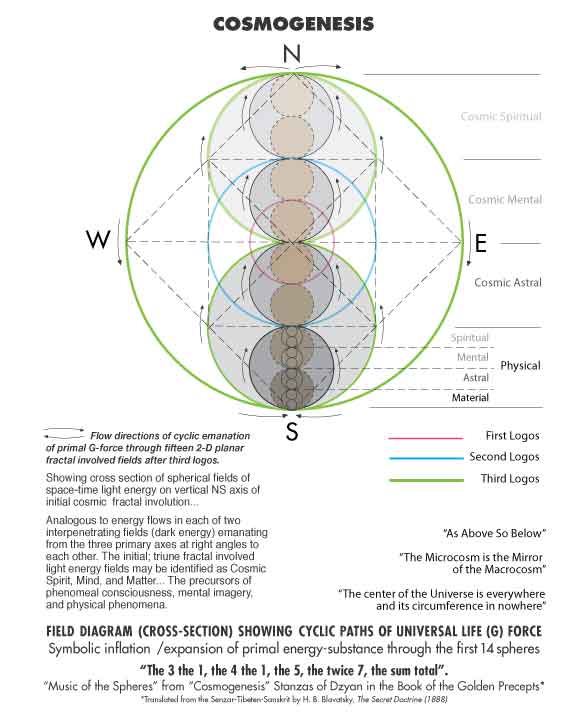 COSMOGENESIS
N
Cosmic Spiritual
Cosmic Mental
W
E
Cosmic Astral
Spiritual
Mental
Physical
Astral
Material
S
Flow directions of cyclic emanation
of primal G-force through fifteen 2-D planar
fractal involved fields after third logos.
Showing cross section of spherical fields of
space-time light energy on vertical NS axis of
initial cosmic fractal involution...
Analogous to energy flows in each of two
interpenetrating fields (dark energy) emanating
from the three primary axes at right angles to
each other. The initial; triune fractal involved
light energy fields may be identified as Cosmic
Spirit, Mind, and Matter... The precursors of
phenomeal consciousness, mental imagery,
and physical phenomena.
First Logos
Second Logos
Third Logos
"As Above So Below"
"The Microcosm is the Mirror
of the Macrocosm"
"The center of the Universe is everywhere
and its circumference in nowhere"
FIELD DIAGRAM (CROSS-SECTION) SHOWING CYCLIC PATHS OF UNIVERSAL LIFE (G) FORCE
Symbolic inflation /expansion of primal energy-substance through the first 14 spheres
"The 3 the 1, the 4 the 1, the 5, the twice 7, the sum total".
"Music of the Spheres" from "Cosmogenesis" Stanzas of Dzyan in the Book of the Golden Precepts*
*Translated from the Senzar-Tibeten-Sanskrit by H. B. Blavatsky, The Secret Doctrine (1888)